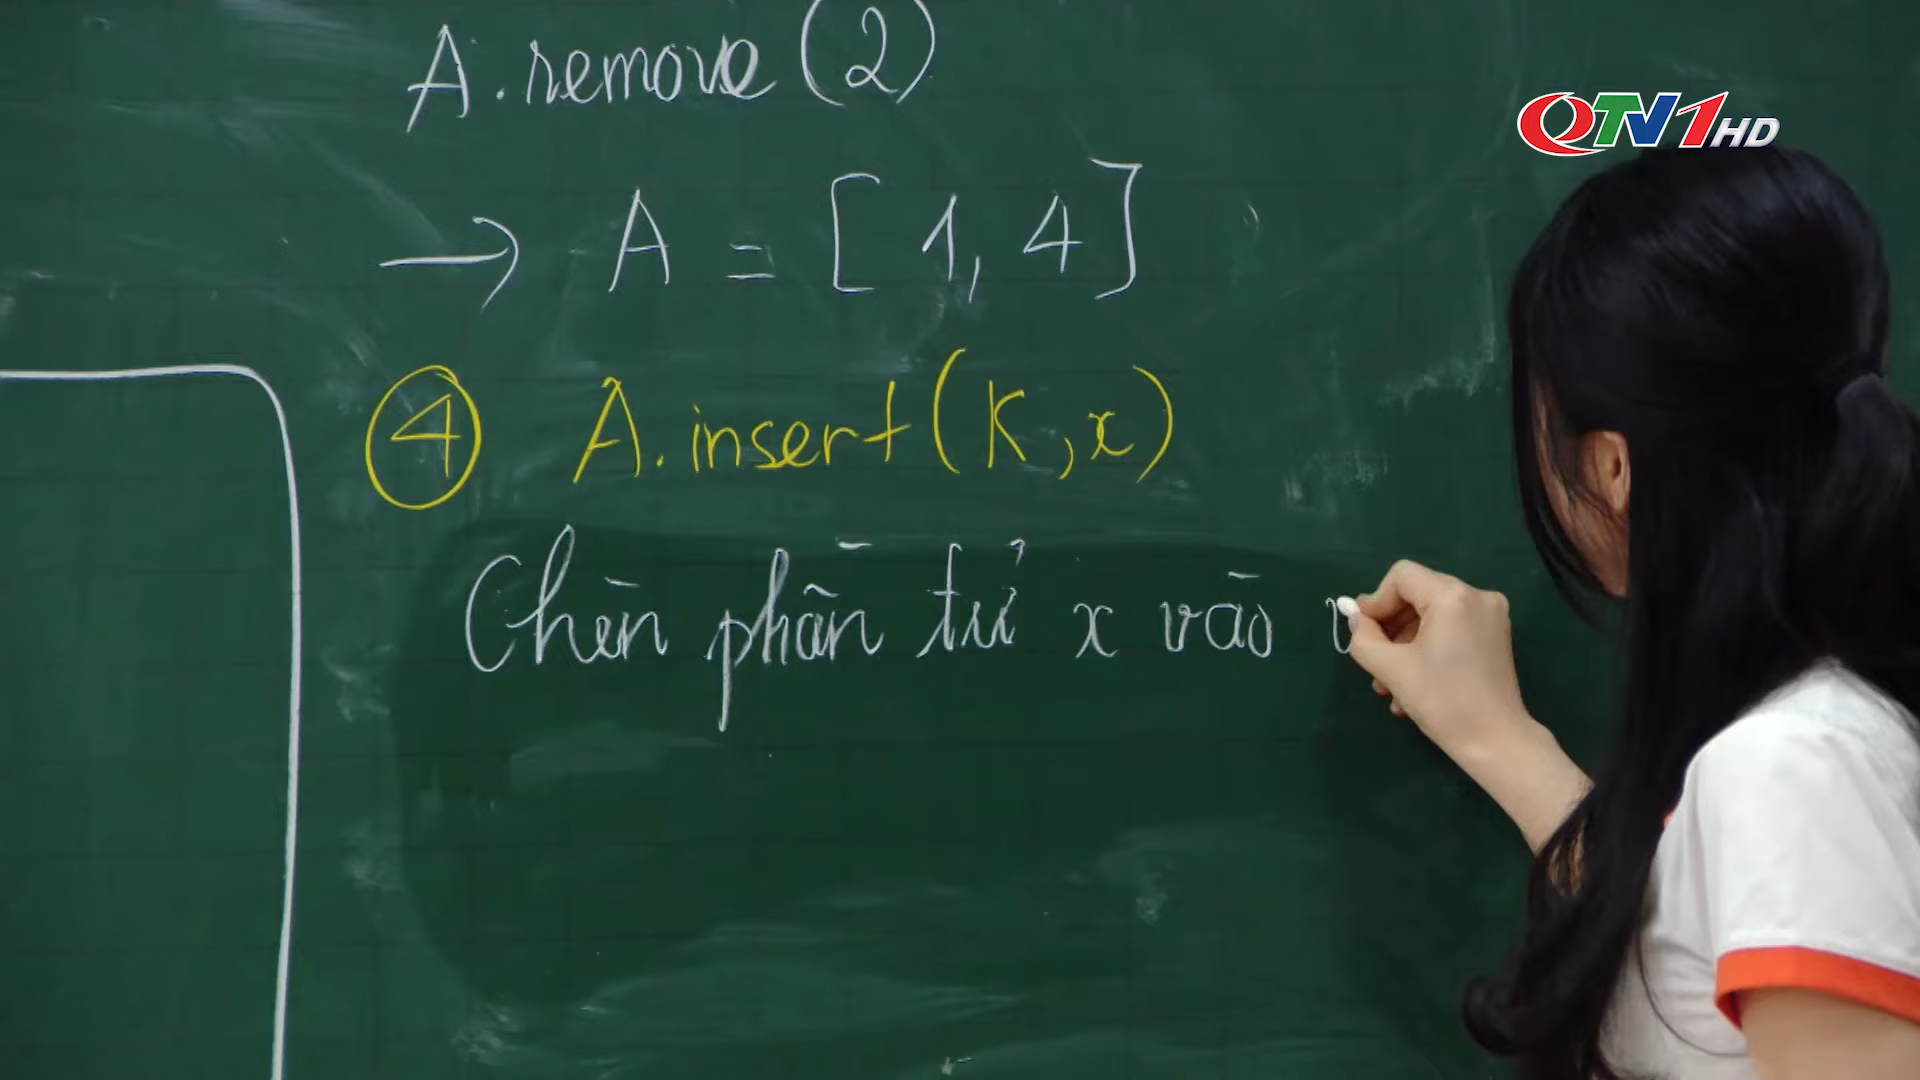 A.remove(2)
→ A = [1, 4]
QTV1HD
④ A.insert(K,x)
Chèn phần tử x vào v